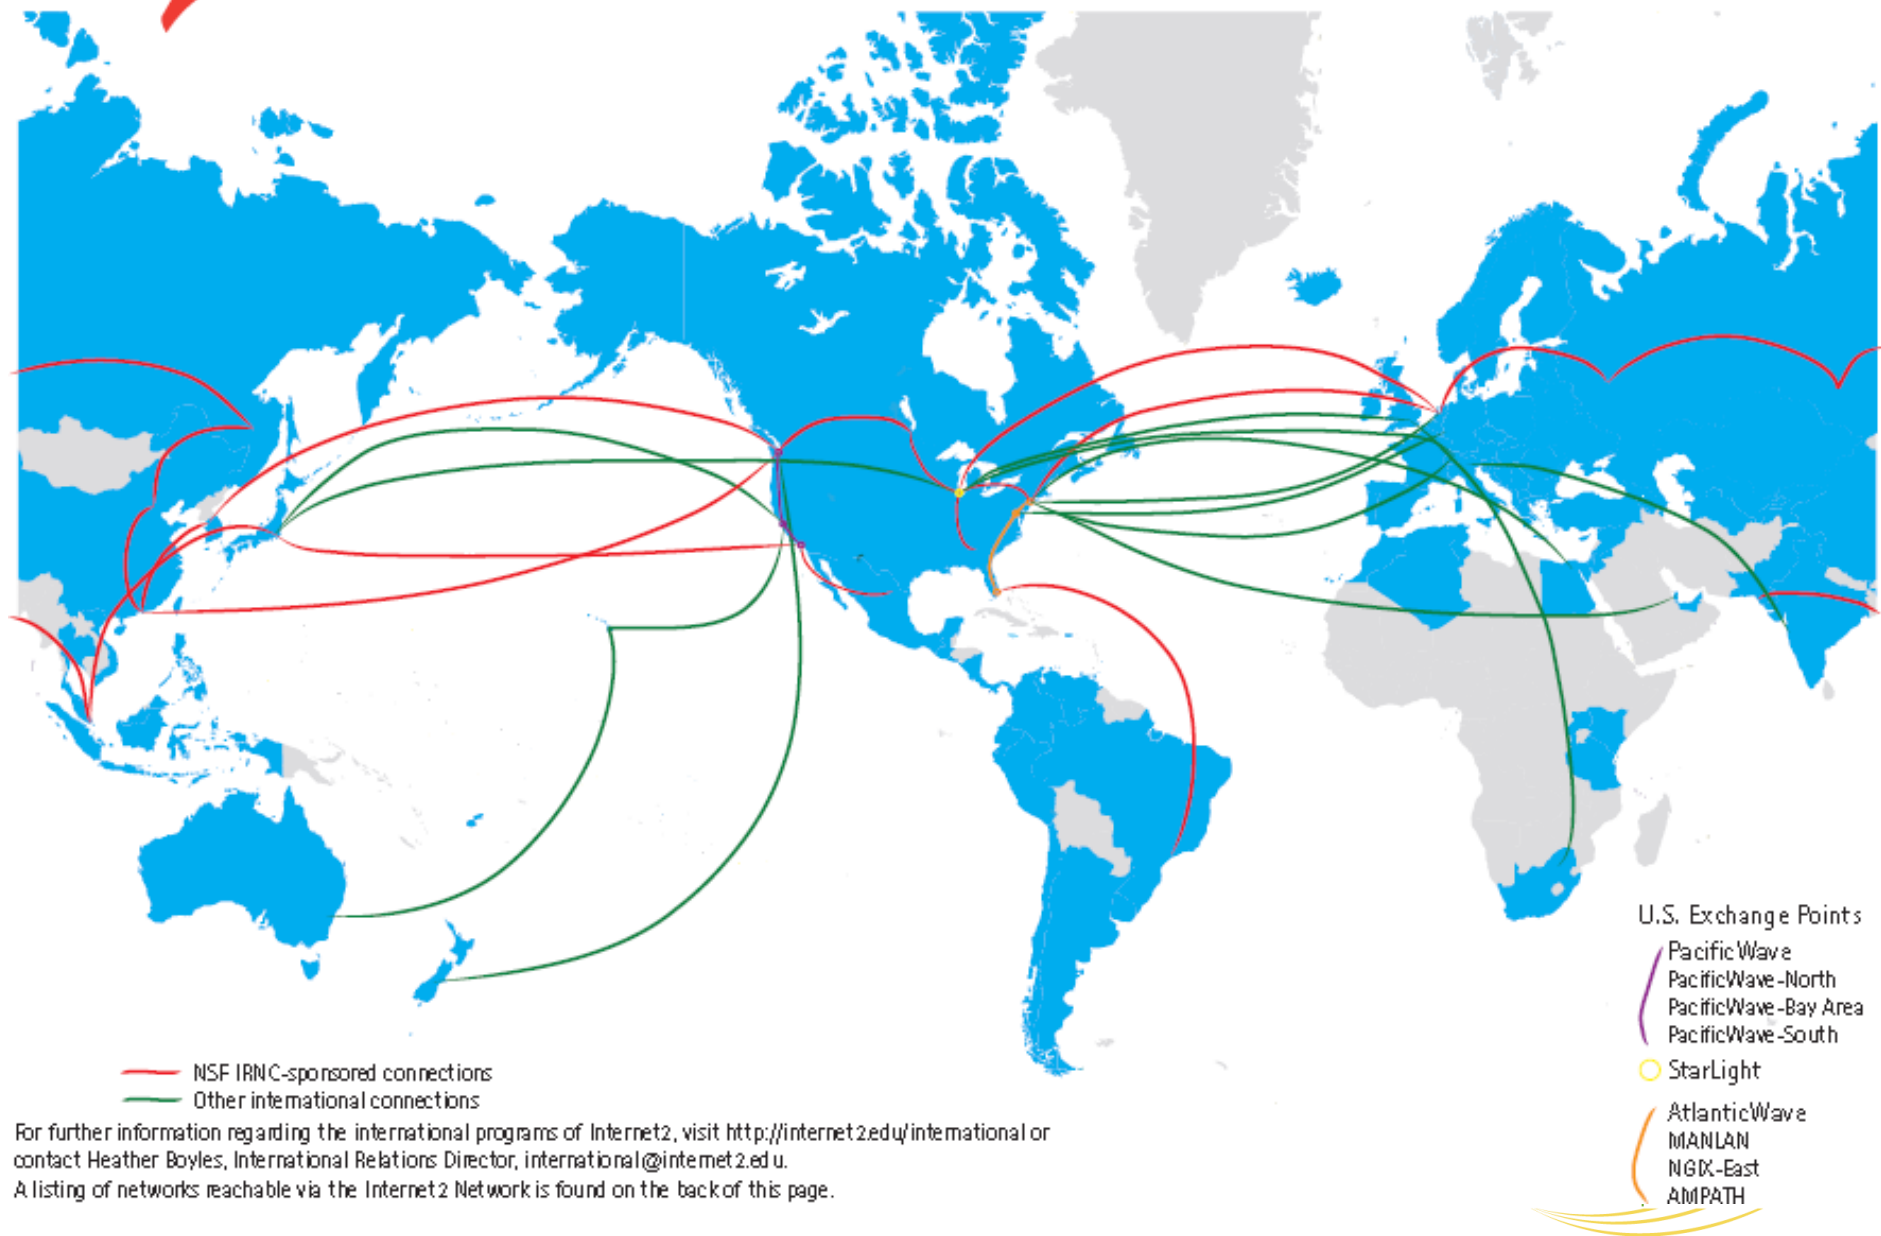 U.S. Exchange Points
PacificWave
PacificWave-North
PacificWave-Bay Area
PacificWave-South
StarLight
AtlanticWave
MANLAN
NGIX-East
AMPATH
NSF IRNC-sponsored connections
Other international connections
For further information regarding the international programs of Internet2, visit http://internet2.edu/international or
contact Heather Boyles, International Relations Director, international@internet2.edu.
A listing of networks reachable via the Internet2 Network is found on the back of this page.